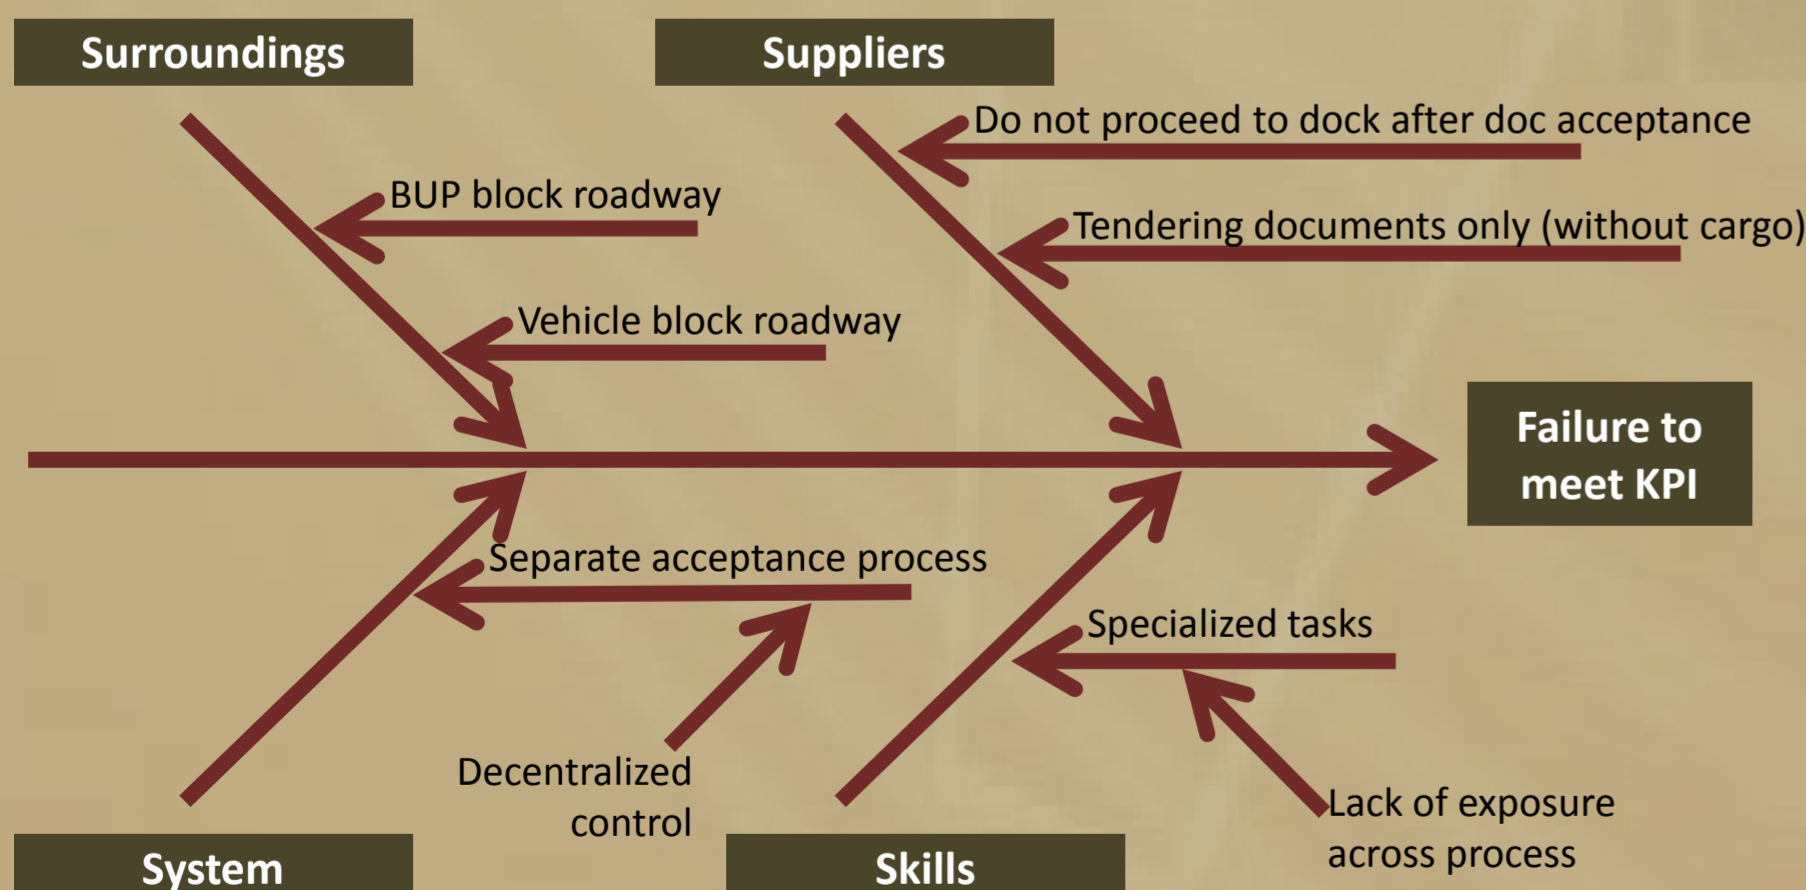 Surroundings
Suppliers
Do not proceed to dock after doc acceptance
BUP block roadway
Tendering documents only (without cargo)
Vehicle block roadway
Failure to
meet KPI
Separate acceptance process
Specialized tasks
Decentralized
control
Lack of exposure
across process
System
Skills